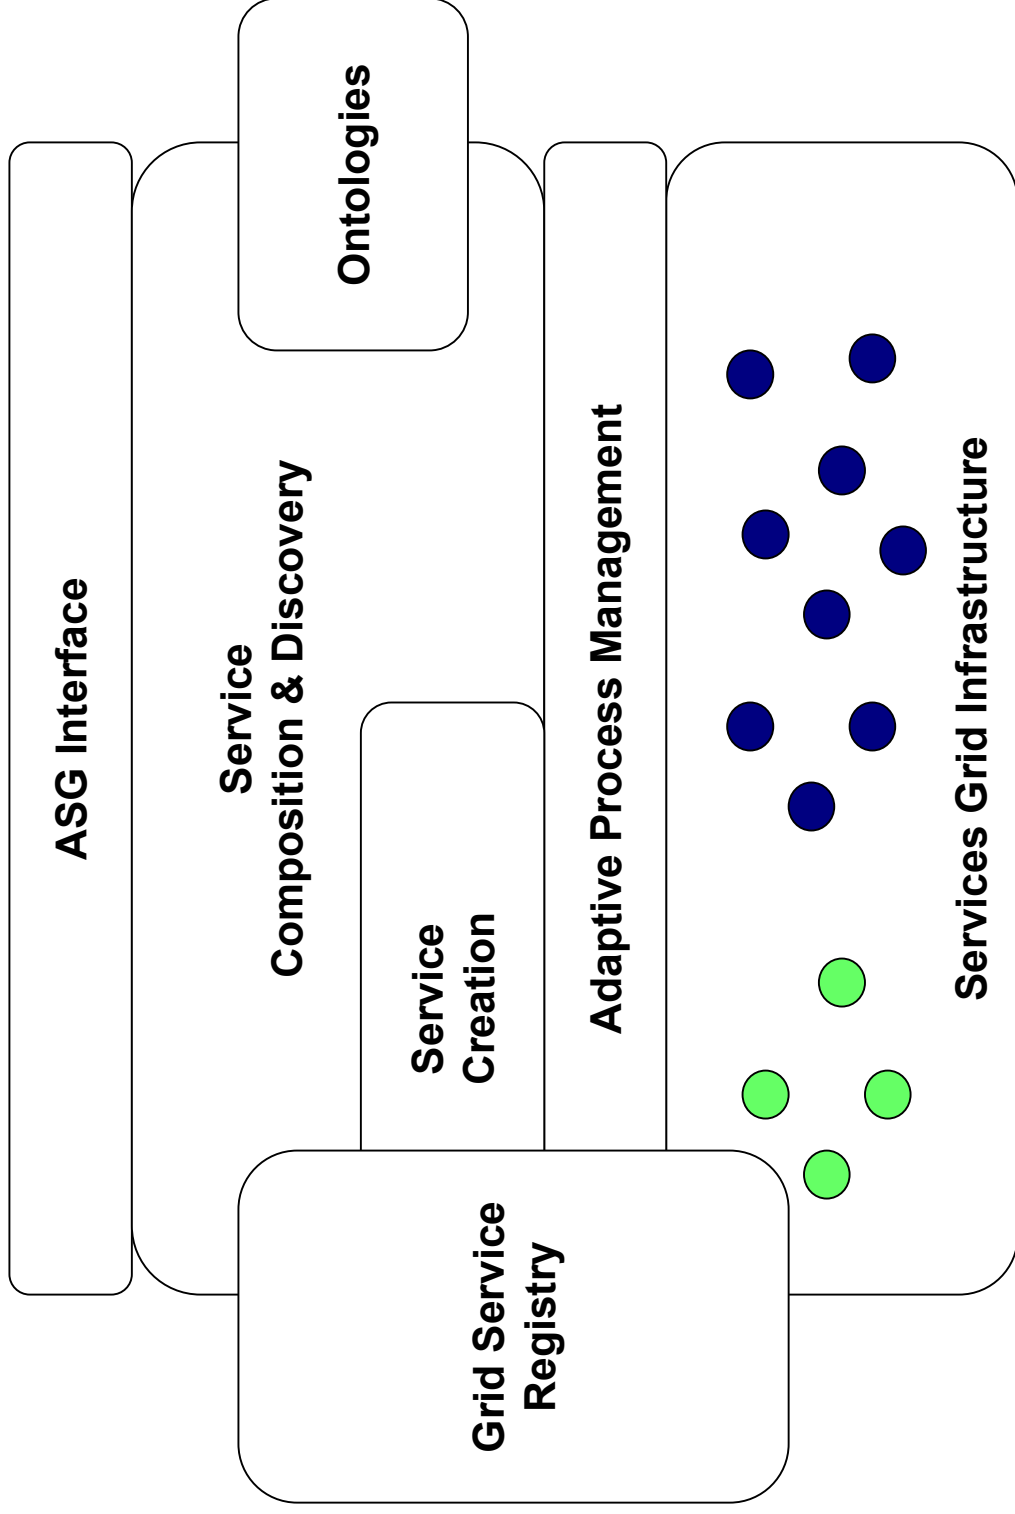 ASG Interface
Service
Composition & Discovery
Ontologies
Service
Creation
Adaptive Process Management
Grid Service
Registry
Services Grid Infrastructure